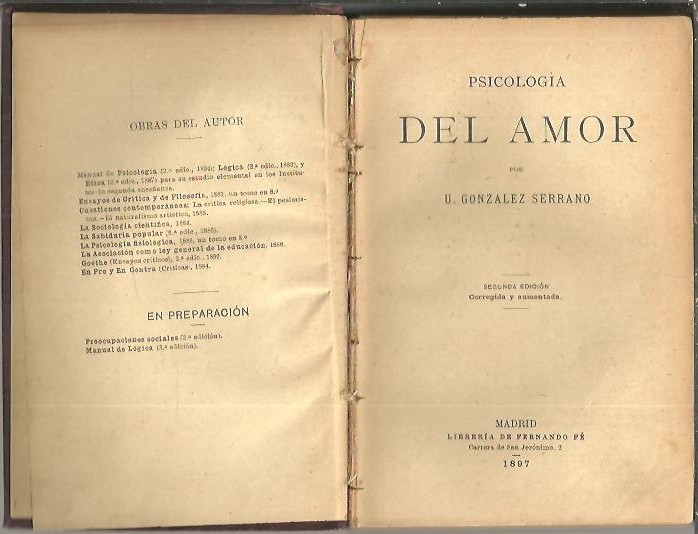 OBRAS DEL AUTOR
Manual de Psicología (2.ª edic., 1880; Lógica (3.ª edic., 1883), y
Etica (3.ª edic., 1887) para su estudio elemental en los Institu-
tos de segunda enseñanza.
Ensayos de Crítica y de Filosofía, 1881, un tomo en 8.º
Cuestiones contemporáneas: La crítica religiosa.—El pesimis-
mo.—El naturalismo artístico, 1883.
La Sociología científica, 1884.
La Sabiduría popular (2.ª edic., 1885).
La Psicología fisiológica, 1886, un tomo en 8.º
La Asociación como ley general de la educación, 1888.
Goethe (Ensayos críticos), 2.ª edic., 1892.
En Pro y En Contra (Críticas), 1894.
EN PREPARACIÓN
Preocupaciones sociales (2.ª edición).
Manual de Lógica (3.ª edición).
PSICOLOGÍA
DEL AMOR
POR
U. GONZALEZ SERRANO
SEGUNDA EDICIÓN
Corregida y aumentada.
MADRID
LIBRERÍA DE FERNANDO FÉ
Carrera de San Jerónimo, 2
1897